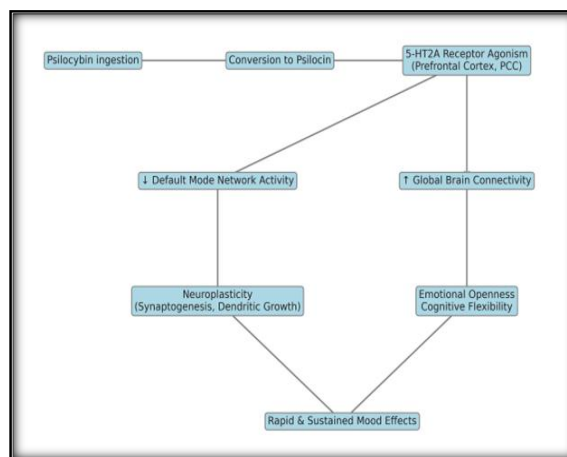 Psilocybin ingestion
Conversion to Psilocin
5-HT2A Receptor Agonism
(Prefrontal Cortex, PCC)
↓ Default Mode Network Activity
↑ Global Brain Connectivity
Neuroplasticity
(Synaptogenesis, Dendritic Growth)
Emotional Openness
Cognitive Flexibility
Rapid & Sustained Mood Effects